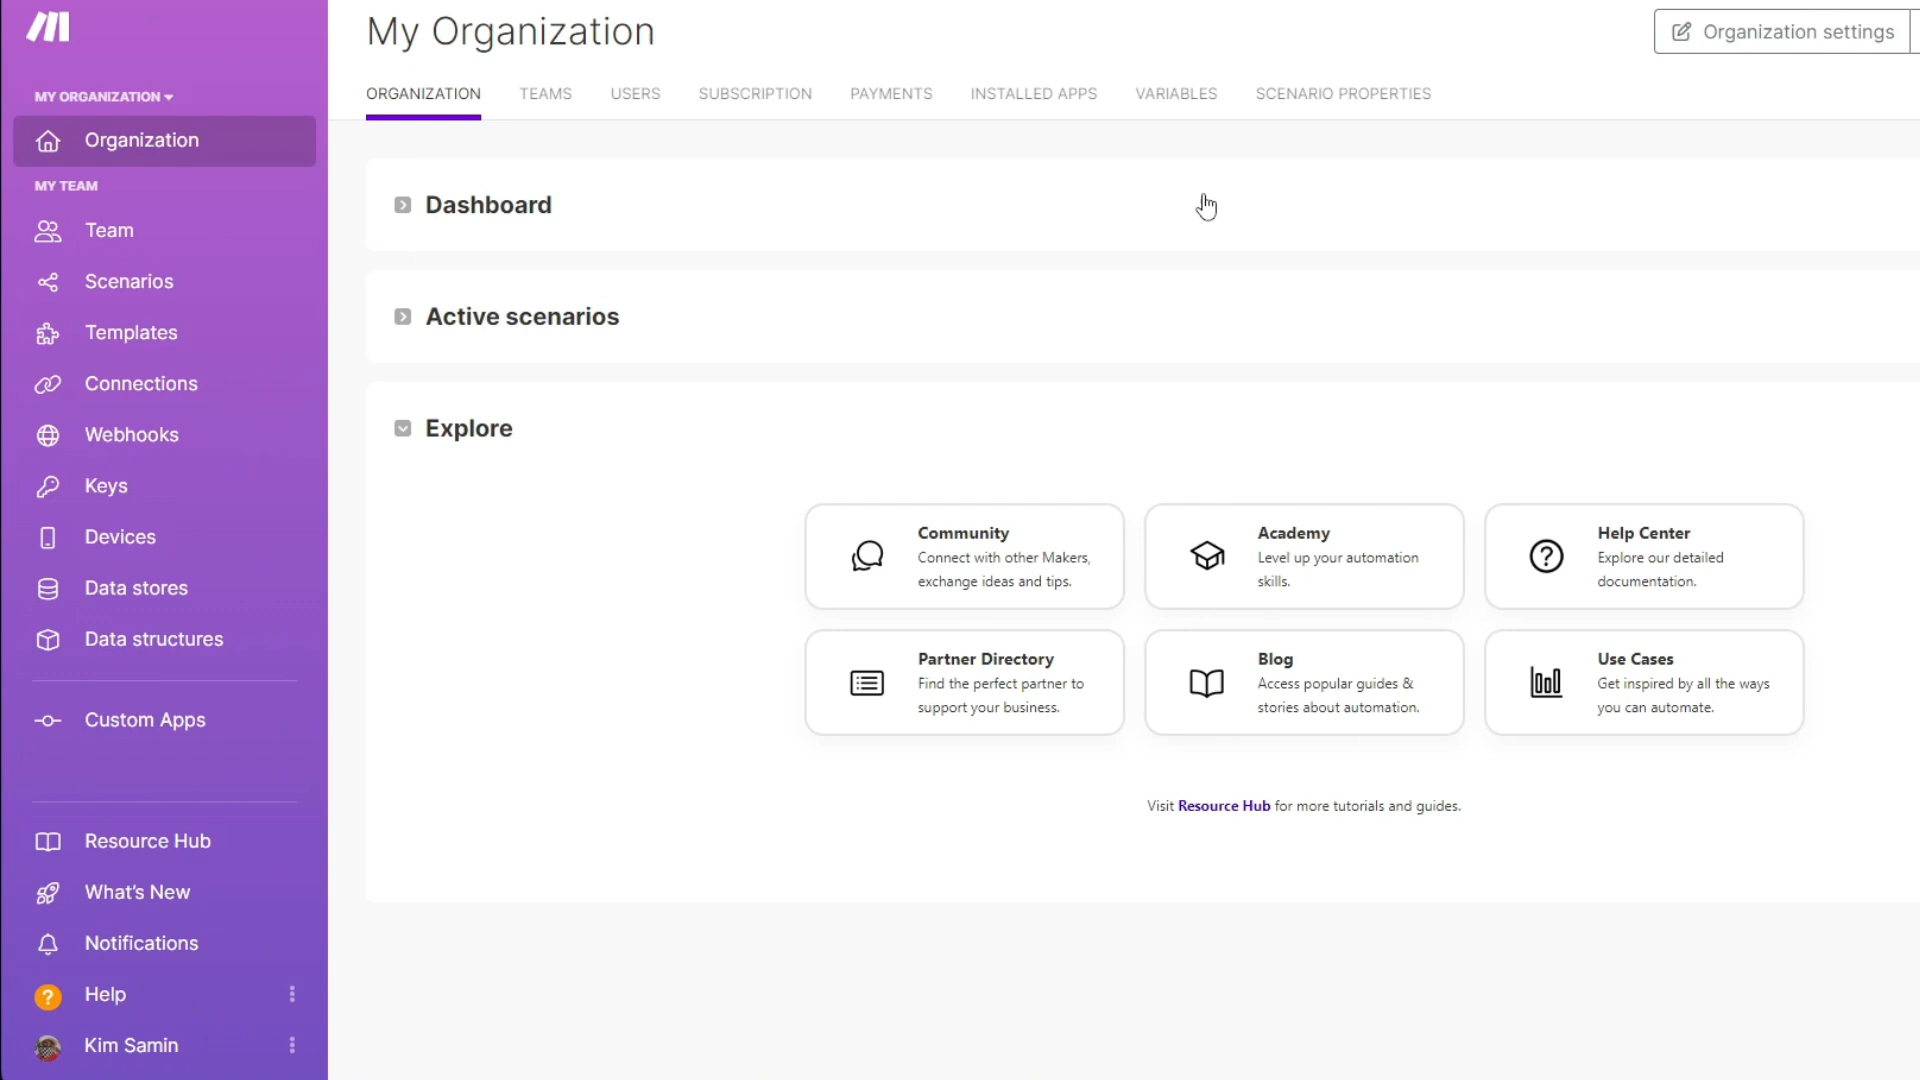 MY ORGANIZATION
Organization
MY TEAM
Team
Scenarios
Templates
Connections
Webhooks
Keys
Devices
Data stores
Data structures
Custom Apps
Resource Hub
What's New
Notifications
? Help
Kim Samin
My Organization
Organization settings
ORGANIZATION TEAMS USERS SUBSCRIPTION PAYMENTS INSTALLED APPS VARIABLES SCENARIO PROPERTIES
Dashboard
Active scenarios
Explore
Community
Connect with other Makers,
exchange ideas and tips.
Academy
Level up your automation
skills.
?
Help Center
Explore our detailed
documentation.
Partner Directory
Find the perfect partner to
support your business.
Blog
Access popular guides &
stories about automation.
Use Cases
Get inspired by all the ways
you can automate.
Visit Resource Hub for more tutorials and guides.